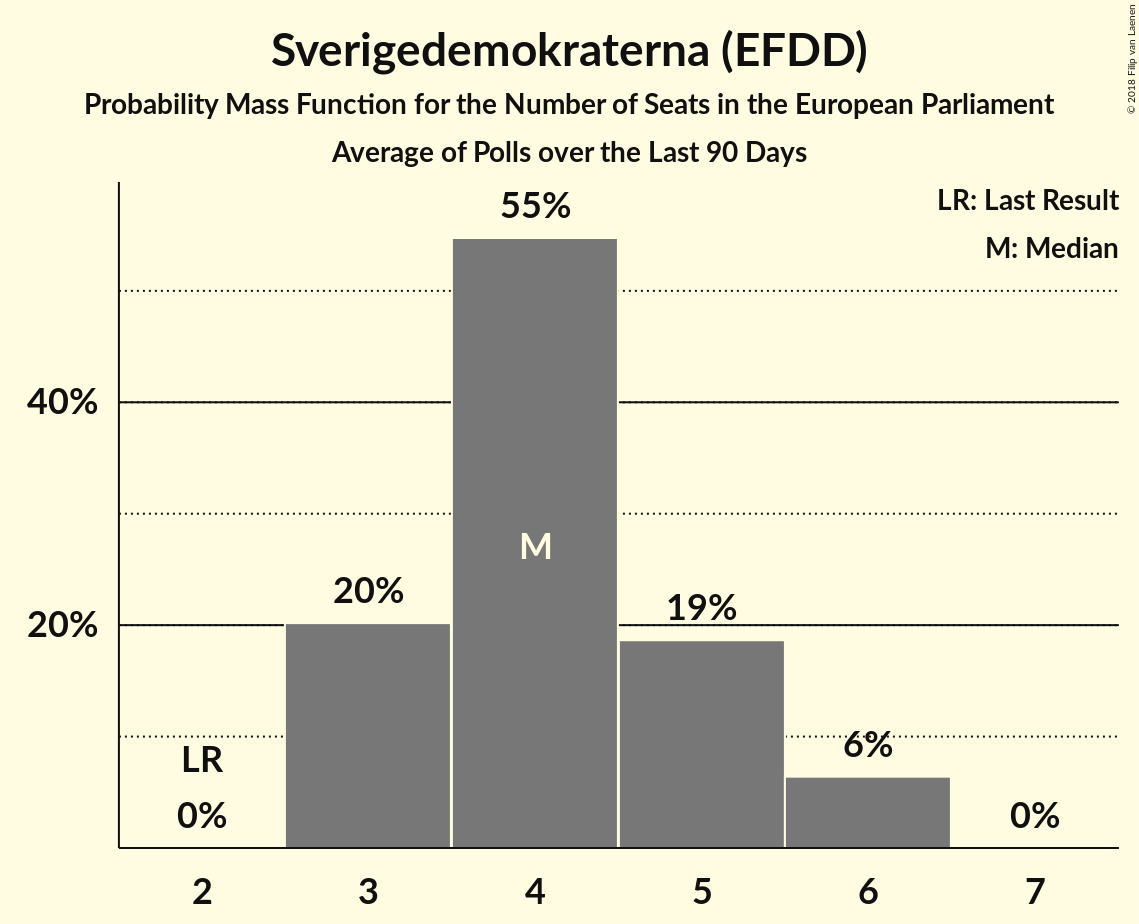 Sverigedemokraterna (EFDD)
Probability Mass Function for the Number of Seats in the European Parliament
Average of Polls over the Last 90 Days
© 2018 Filip van Laenen
LR: Last Result
M: Median
55%
40%
M
20%
19%
20%
LR
6%
0%
0%
2 3 4 5 6 7